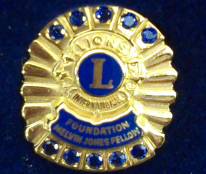 LIONS
L
INTERNATIONAL
FOUNDATION
MELVIN JONES FELLOW